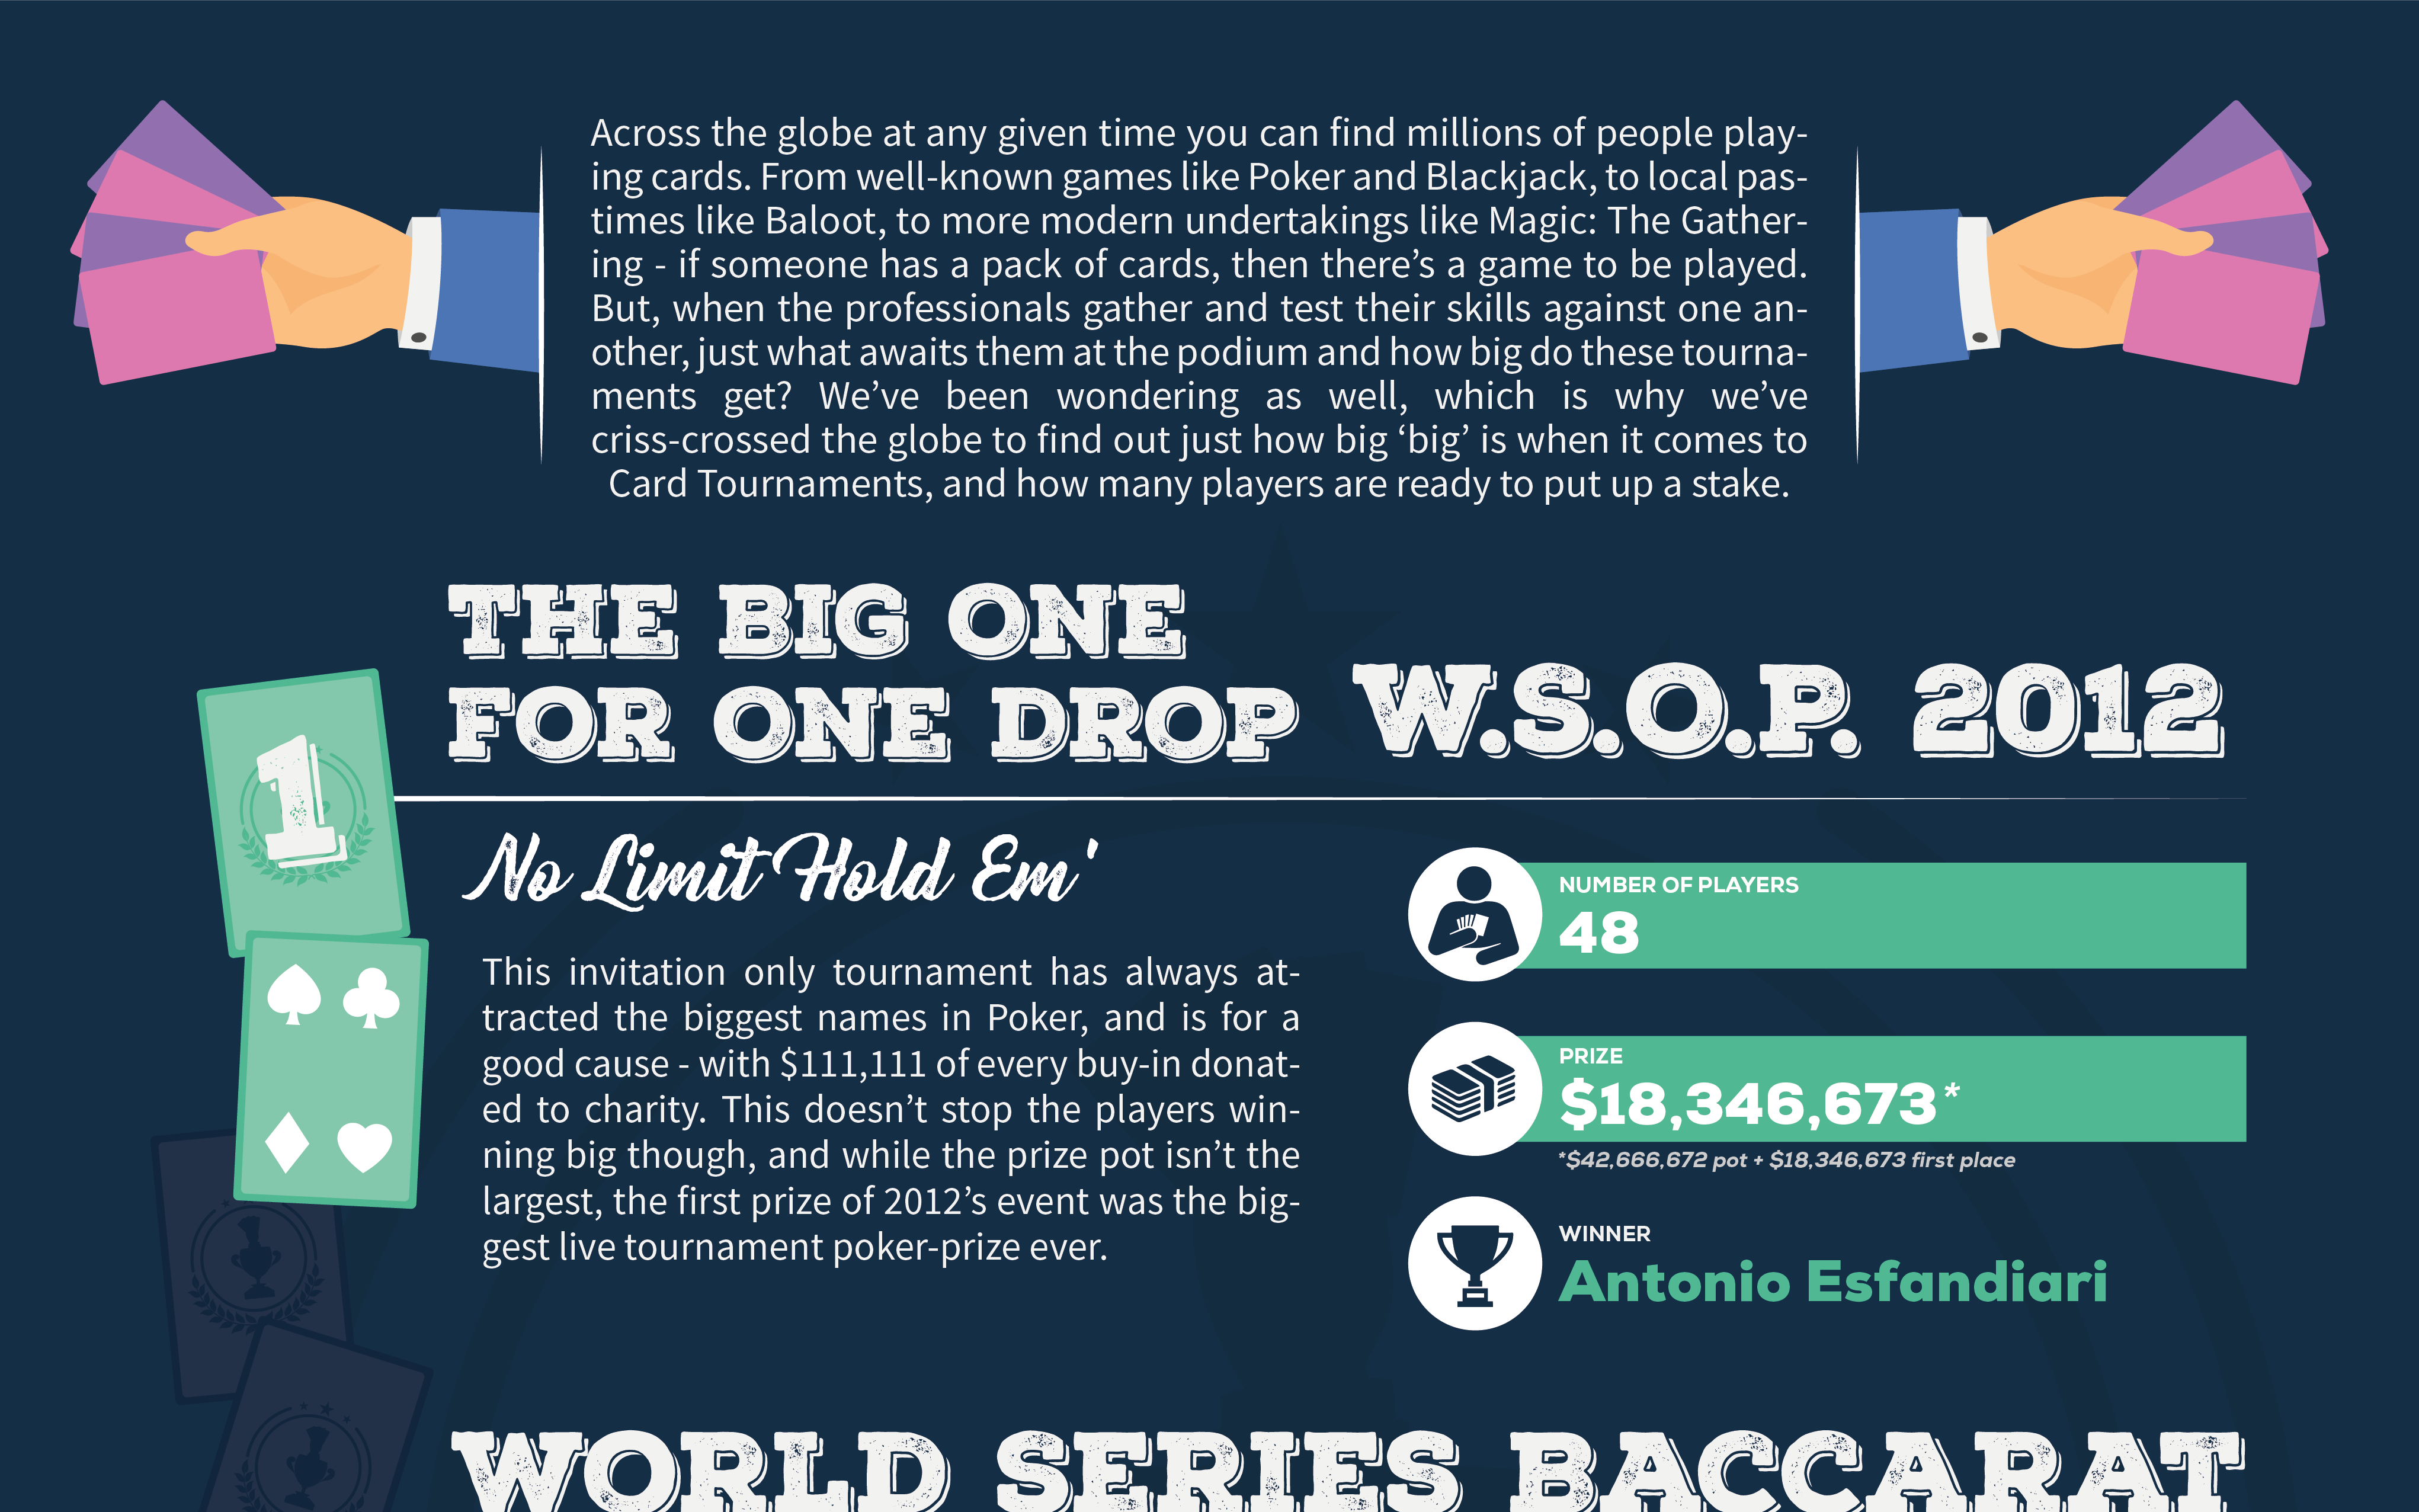 Across the globe at any given time you can find millions of people play-
ing cards. From well-known games like Poker and Blackjack, to local pas-
times like Baloot, to more modern undertakings like Magic: The Gather-
ing - if someone has a pack of cards, then there’s a game to be played.
But, when the professionals gather and test their skills against one an-
other, just what awaits them at the podium and how big do these tourna-
ments get? We’ve been wondering as well, which is why we’ve
criss-crossed the globe to find out just how big ‘big’ is when it comes to
Card Tournaments, and how many players are ready to put up a stake.
THE BIG ONE
FOR ONE DROP
W.S.O.P. 2012
1
No Limit Hold Em'
This invitation only tournament has always at-
tracted the biggest names in Poker, and is for a
good cause - with $111,111 of every buy-in donat-
ed to charity. This doesn’t stop the players win-
ning big though, and while the prize pot isn’t the
largest, the first prize of 2012’s event was the big-
gest live tournament poker-prize ever.
NUMBER OF PLAYERS
48
PRIZE
$18,346,673*
*$42,666,672 pot + $18,346,673 first place
WINNER
Antonio Esfandiari
WORLD SERIES BACCARAT